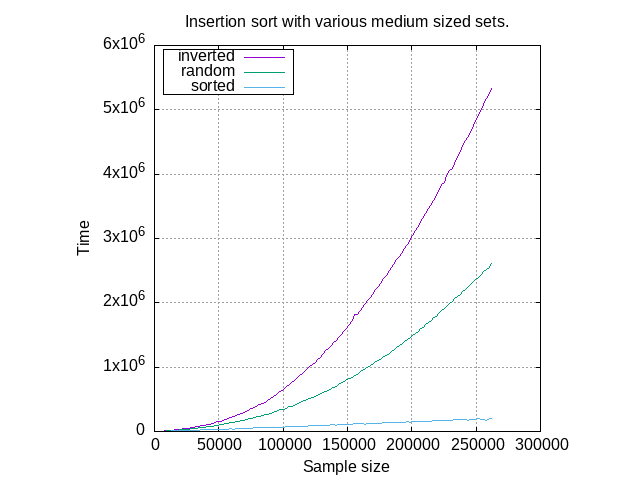 Insertion sort with various medium sized sets.
6x10^6
5x10^6
4x10^6
3x10^6
2x10^6
1x10^6
0
Time
inverted
random
sorted
0 50000 100000 150000 200000 250000 300000
Sample size